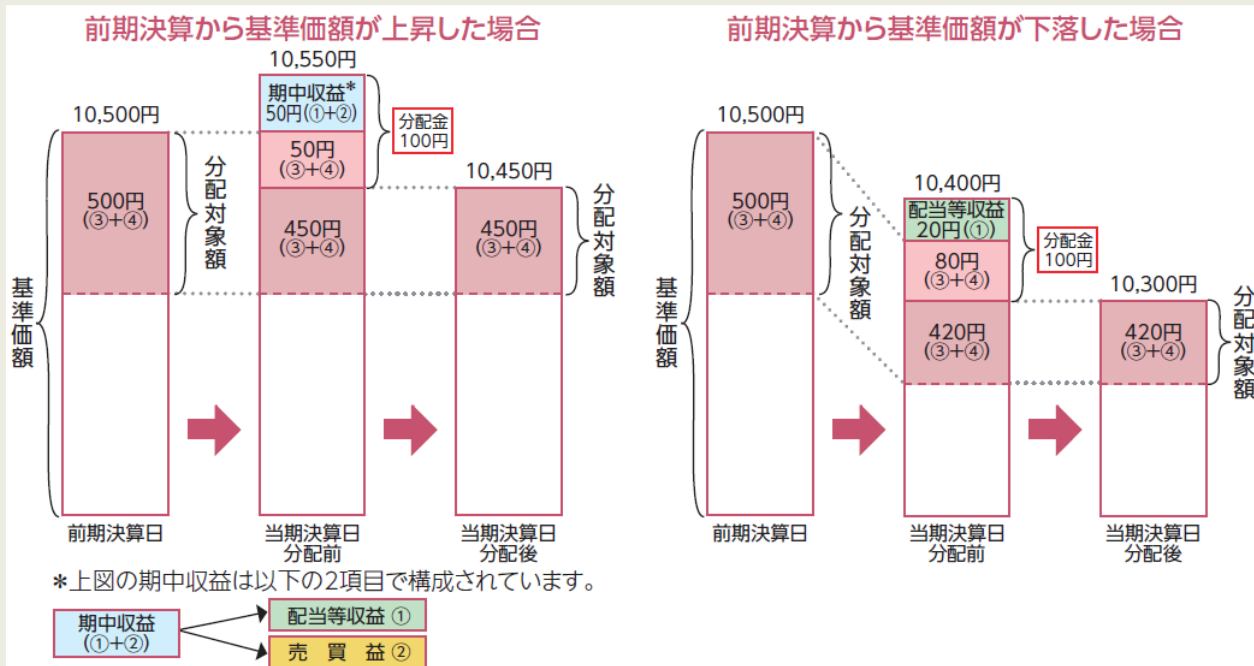 前期決算から基準価額が上昇した場合
10,500円
10,550円
期中収益*
50円(①+②)
分配金
100円
500円
(③+④)
分配対象額
50円
(③+④)
450円
(③+④)
10,450円
450円
(③+④)
分配対象額
基準価額
前期決算日
当期決算日
分配前
当期決算日
分配後
*上図の期中収益は以下の2項目で構成されています。
期中収益
(①+②)
配当等収益 ①
売 買 益 ②
前期決算から基準価額が下落した場合
10,500円
500円
(③+④)
分配対象額
10,400円
配当等収益
20円(①)
分配金
100円
80円
(③+④)
420円
(③+④)
10,300円
420円
(③+④)
分配対象額
基準価額
前期決算日
当期決算日
分配前
当期決算日
分配後